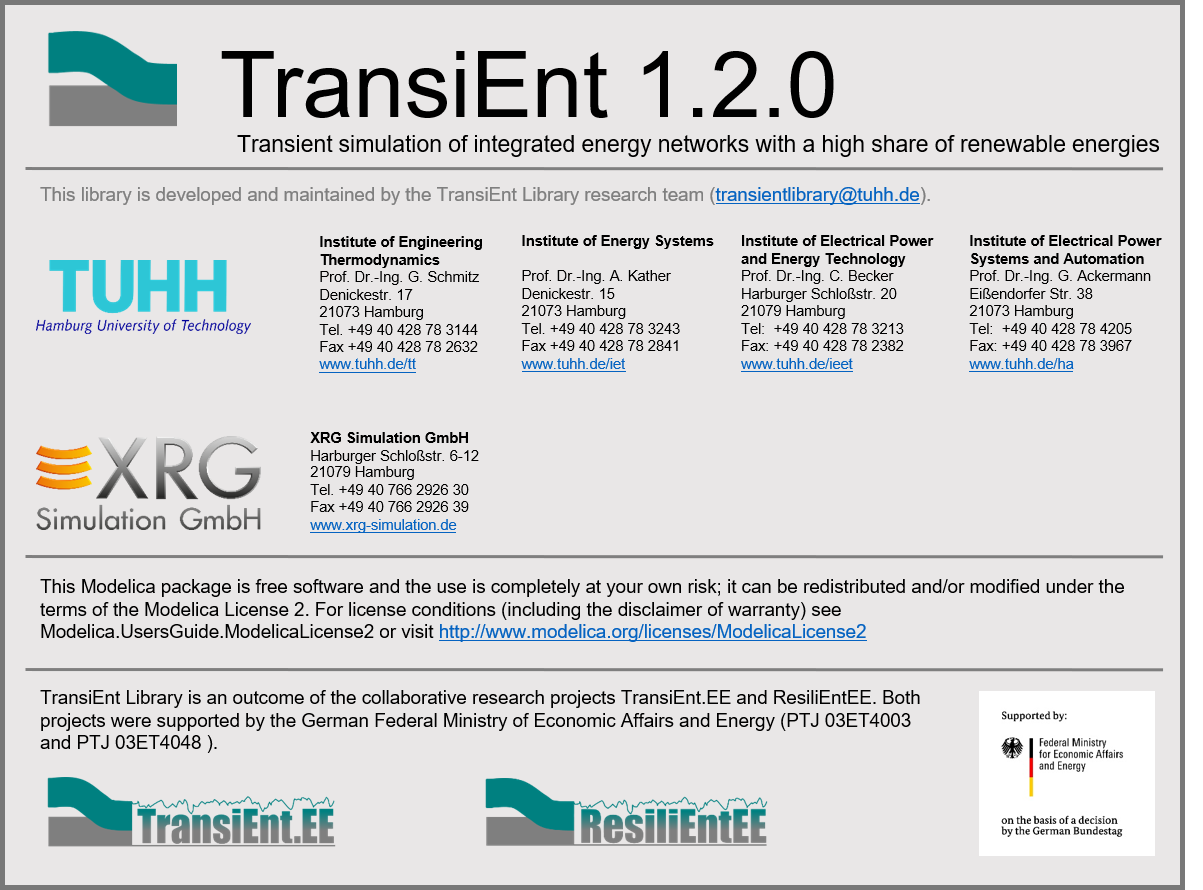 TransiEnt 1.2.0
Transient simulation of integrated energy networks with a high share of renewable energies
This library is developed and maintained by the TransiEnt Library research team (transientlibrary@tuhh.de).
TUHH
Hamburg University of Technology
Institute of Engineering
Thermodynamics
Prof. Dr.-Ing. G. Schmitz
Denickestr. 17
21073 Hamburg
Tel. +49 40 428 78 3144
Fax +49 40 428 78 2632
www.tuhh.de/tt
Institute of Energy Systems
Prof. Dr.-Ing. A. Kather
Denickestr. 15
21073 Hamburg
Tel. +49 40 428 78 3243
Fax +49 40 428 78 2841
www.tuhh.de/iet
Institute of Electrical Power
and Energy Technology
Prof. Dr.-Ing. C. Becker
Harburger Schloßstr. 20
21079 Hamburg
Tel: +49 40 428 78 3213
Fax: +49 40 428 78 2382
www.tuhh.de/ieet
Institute of Electrical Power
Systems and Automation
Prof. Dr.-Ing. G. Ackermann
Eißendorfer Str. 38
21073 Hamburg
Tel: +49 40 428 78 4205
Fax: +49 40 428 78 3967
www.tuhh.de/ha
XRG
Simulation GmbH
XRG Simulation GmbH
Harburger Schloßstr. 6-12
21079 Hamburg
Tel. +49 40 766 2926 30
Fax +49 40 766 2926 39
www.xrg-simulation.de
This Modelica package is free software and the use is completely at your own risk; it can be redistributed and/or modified under the
terms of the Modelica License 2. For license conditions (including the disclaimer of warranty) see
Modelica.UsersGuide.ModelicaLicense2 or visit http://www.modelica.org/licenses/ModelicaLicense2
TransiEnt Library is an outcome of the collaborative research projects TransiEnt.EE and ResiliEntEE. Both
projects were supported by the German Federal Ministry of Economic Affairs and Energy (PTJ 03ET4003
and PTJ 03ET4048 ).
TransiEnt.EE
ResiliEntEE
Supported by:
Federal Ministry
for Economic Affairs
and Energy
on the basis of a decision
by the German Bundestag